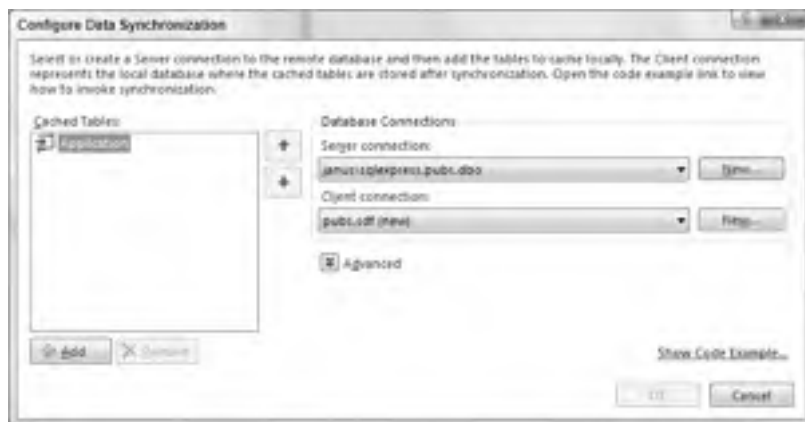 Configure Data Synchronization
Select or create a Server connection to the remote database and then add the tables to cache locally. The Client connection
represents the local database where the cached tables are stored after synchronization. Open the code example link to view
how to invoke synchronization.
Cached Tables:
Application
Database Connections
Server connection:
janus\sqlexpress.pubs.dbo
New...
Client connection:
pubs.sdf (new)
New...
Advanced
Add
Remove
Show Code Example...
OK
Cancel